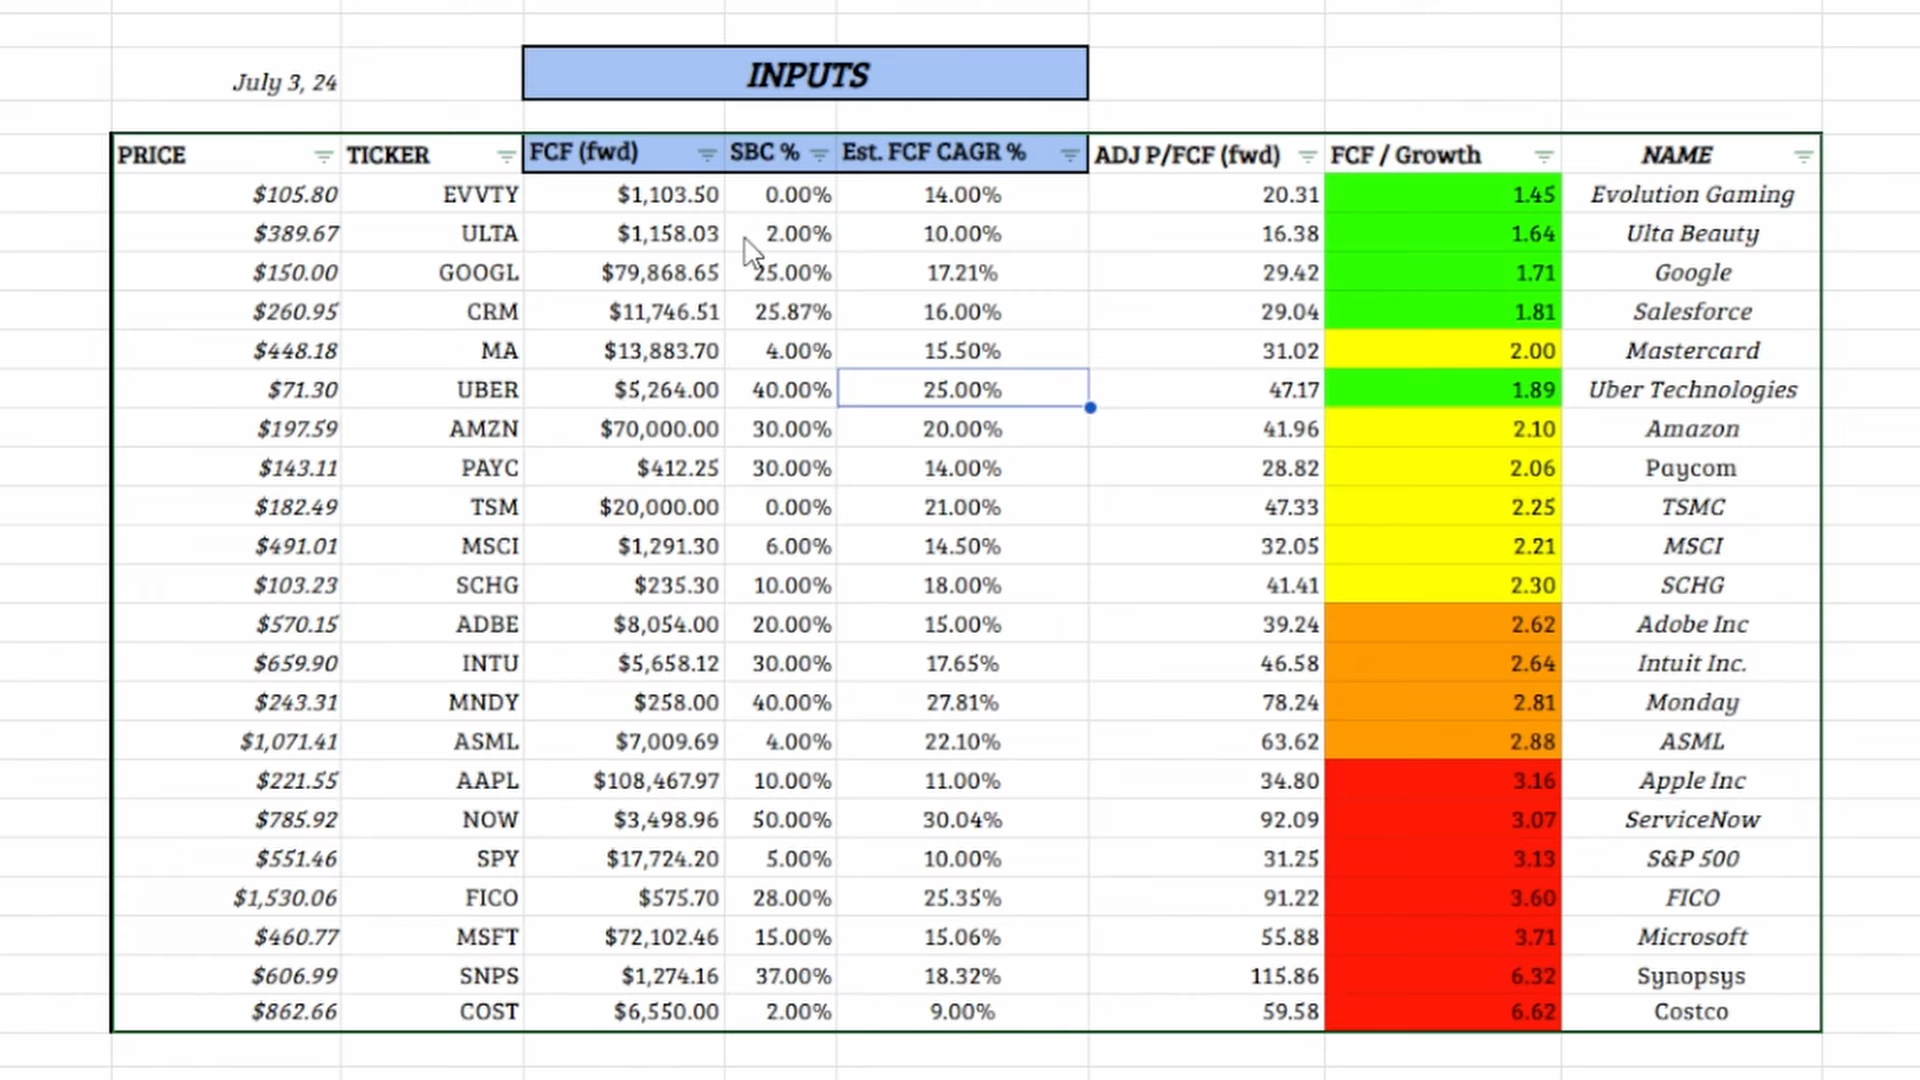 INPUTS
July 3, 24
PRICE TICKER FCF (fwd) SBC % Est. FCF CAGR % ADJ P/FCF (fwd) FCF / Growth NAME
$105.80 EVVTY $1,103.50 0.00% 14.00% 20.31 1.45 Evolution Gaming
$389.67 ULTA $1,158.03 2.00% 10.00% 16.38 1.64 Ulta Beauty
$150.00 GOOGL $79,868.65 25.00% 17.21% 29.42 1.71 Google
$260.95 CRM $11,746.51 25.87% 16.00% 29.04 1.81 Salesforce
$448.18 MA $13,883.70 4.00% 15.50% 31.02 2.00 Mastercard
$71.30 UBER $5,264.00 40.00% 25.00% 47.17 1.89 Uber Technologies
$197.59 AMZN $70,000.00 30.00% 20.00% 41.96 2.10 Amazon
$143.11 PAYC $412.25 30.00% 14.00% 28.82 2.06 Paycom
$182.49 TSM $20,000.00 0.00% 21.00% 47.33 2.25 TSMC
$491.01 MSCI $1,291.30 6.00% 14.50% 32.05 2.21 MSCI
$103.23 SCHG $235.30 10.00% 18.00% 41.41 2.30 SCHG
$570.15 ADBE $8,054.00 20.00% 15.00% 39.24 2.62 Adobe Inc
$659.90 INTU $5,658.12 30.00% 17.65% 46.58 2.64 Intuit Inc.
$243.31 MNDY $258.00 40.00% 27.81% 78.24 2.81 Monday
$1,071.41 ASML $7,009.69 4.00% 22.10% 63.62 2.88 ASML
$221.55 AAPL $108,467.97 10.00% 11.00% 34.80 3.16 Apple Inc
$785.92 NOW $3,498.96 50.00% 30.04% 92.09 3.07 ServiceNow
$551.46 SPY $17,724.20 5.00% 10.00% 31.25 3.13 S&P 500
$1,530.06 FICO $575.70 28.00% 25.35% 91.22 3.60 FICO
$460.77 MSFT $72,102.46 15.00% 15.06% 55.88 3.71 Microsoft
$606.99 SNPS $1,274.16 37.00% 18.32% 115.86 6.32 Synopsys
$862.66 COST $6,550.00 2.00% 9.00% 59.58 6.62 Costco